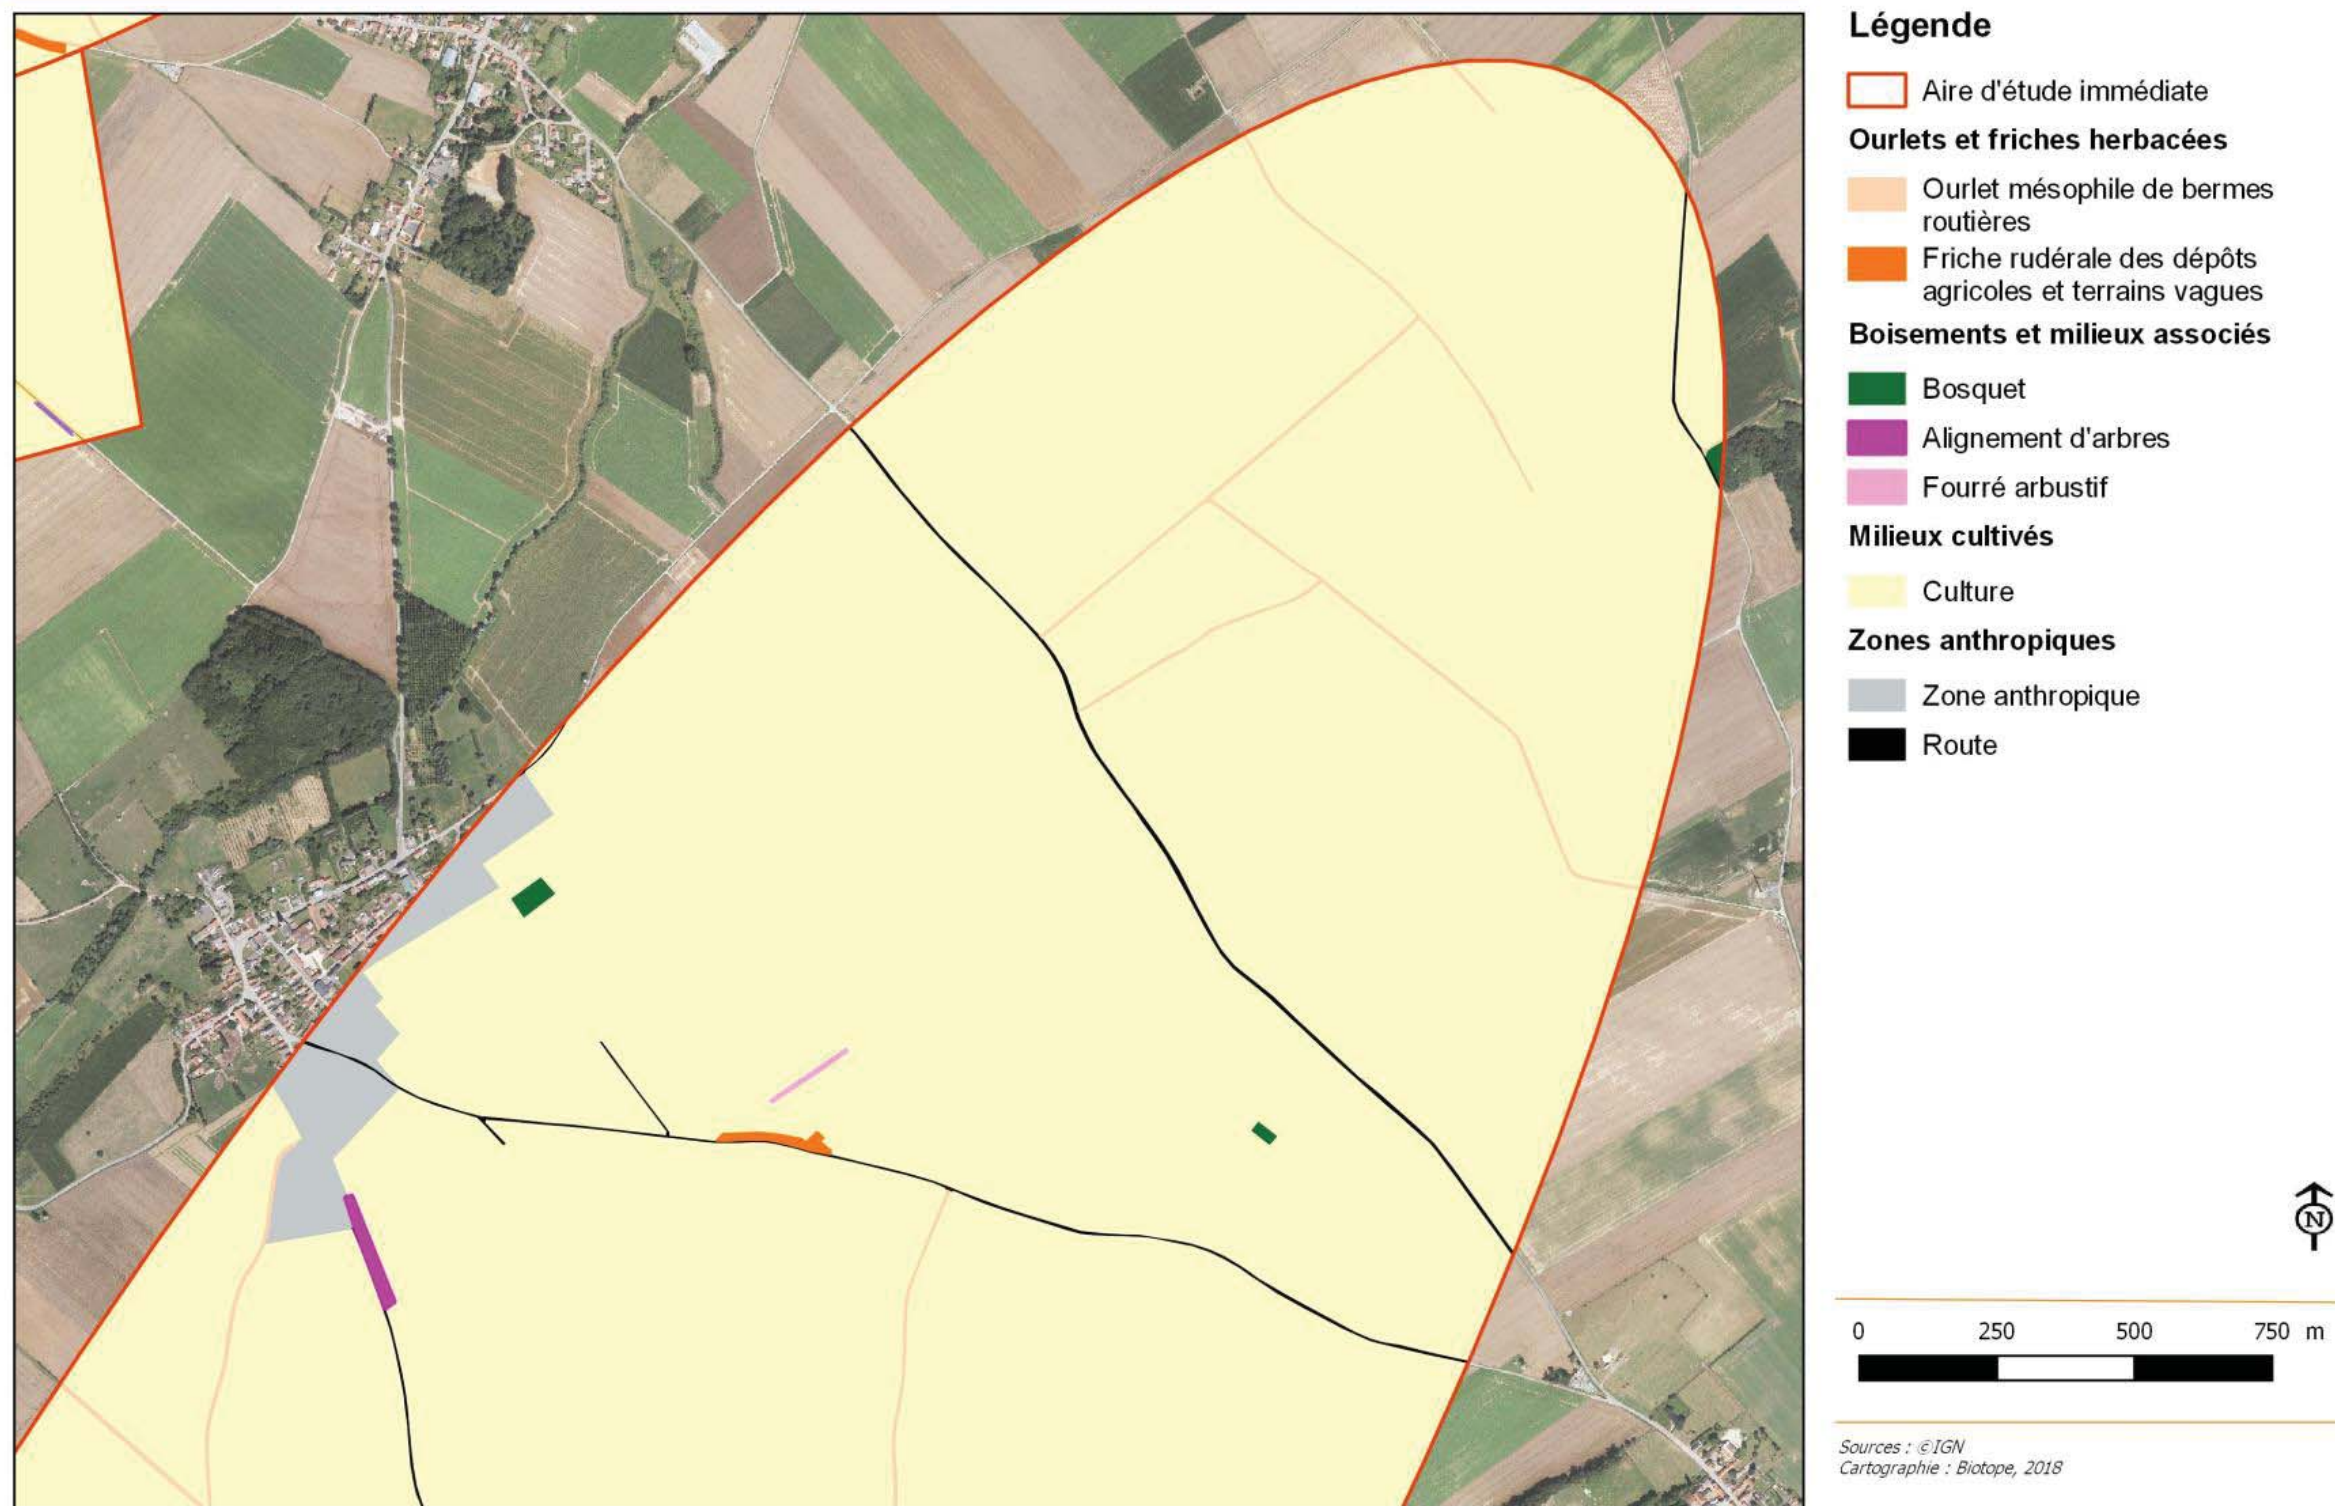 Légende
Aire d'étude immédiate
Ourlets et friches herbacées
Ourlet mésophile de bermes
routières
Friche rudérale des dépôts
agricoles et terrains vagues
Boisements et milieux associés
Bosquet
Alignement d'arbres
Fourré arbustif
Milieux cultivés
Culture
Zones anthropiques
Zone anthropique
Route
N
0 250 500 750 m
Sources : ©IGN
Cartographie : Biotope, 2018